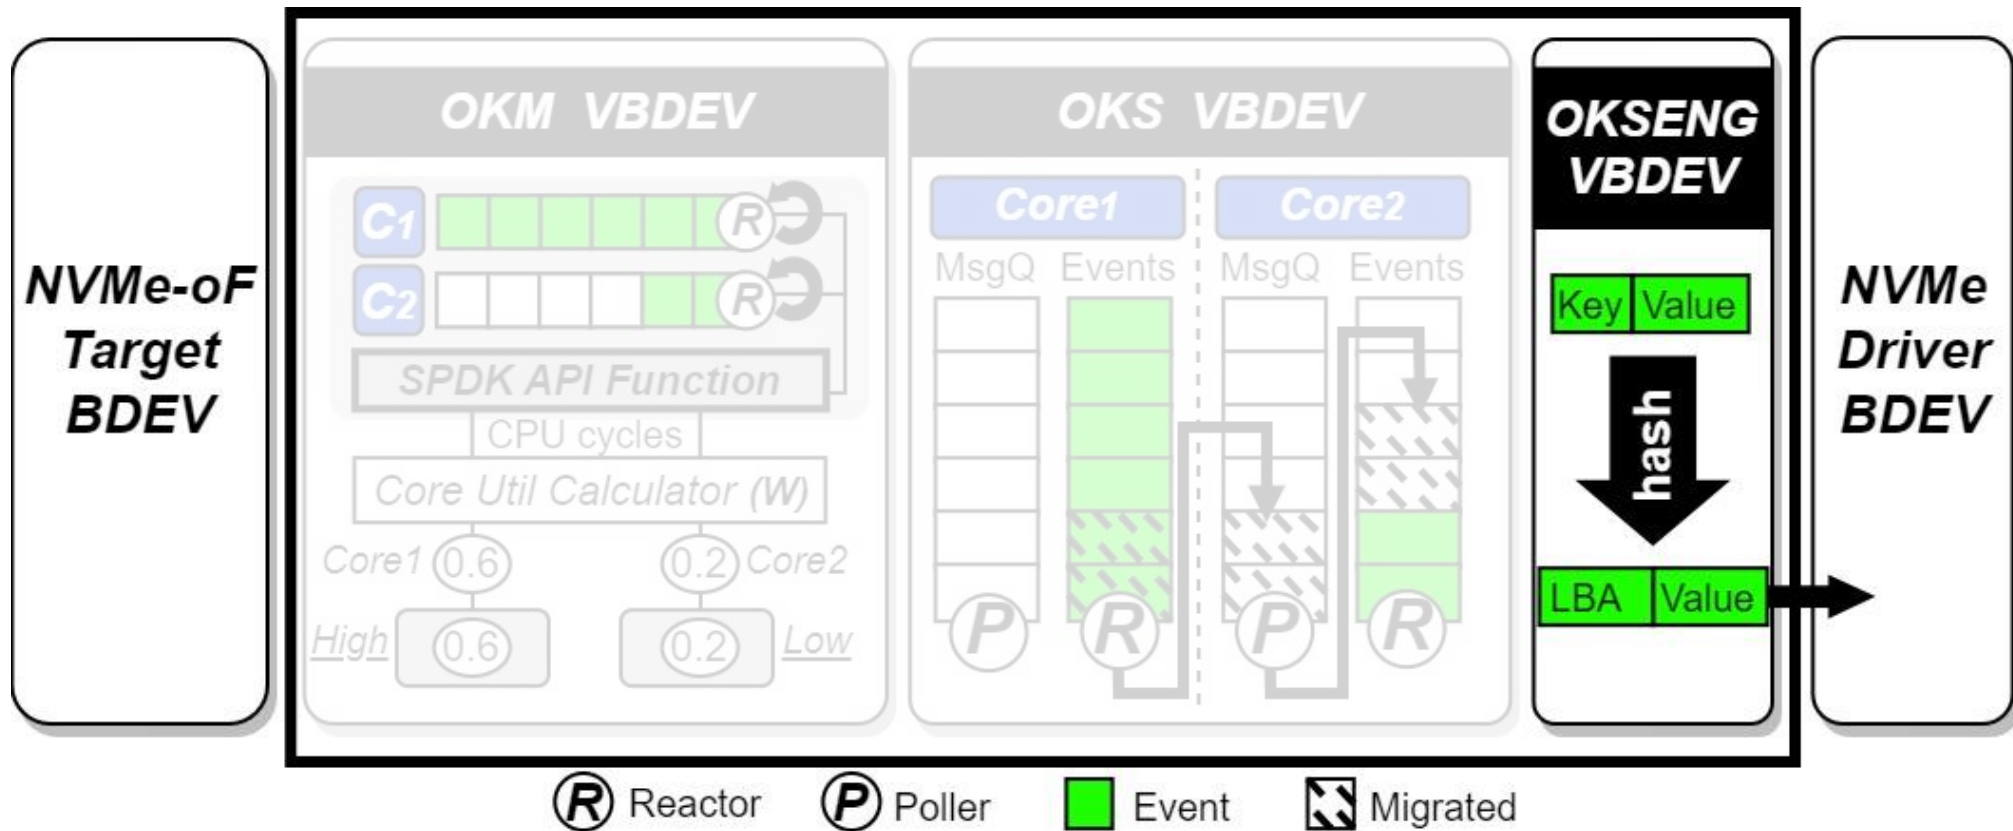 NVMe-oF
Target
BDEV
OKM VBDEV
C1
R
C2
R
SPDK API Function
CPU cycles
Core Util Calculator (W)
Core1 0.6 0.2 Core2
High 0.6 0.2 Low
OKS VBDEV
Core1 Core2
MsgQ Events MsgQ Events
P R P R
OKSENG
VBDEV
Key Value
hash
LBA Value
NVMe
Driver
BDEV
R Reactor P Poller Event Migrated